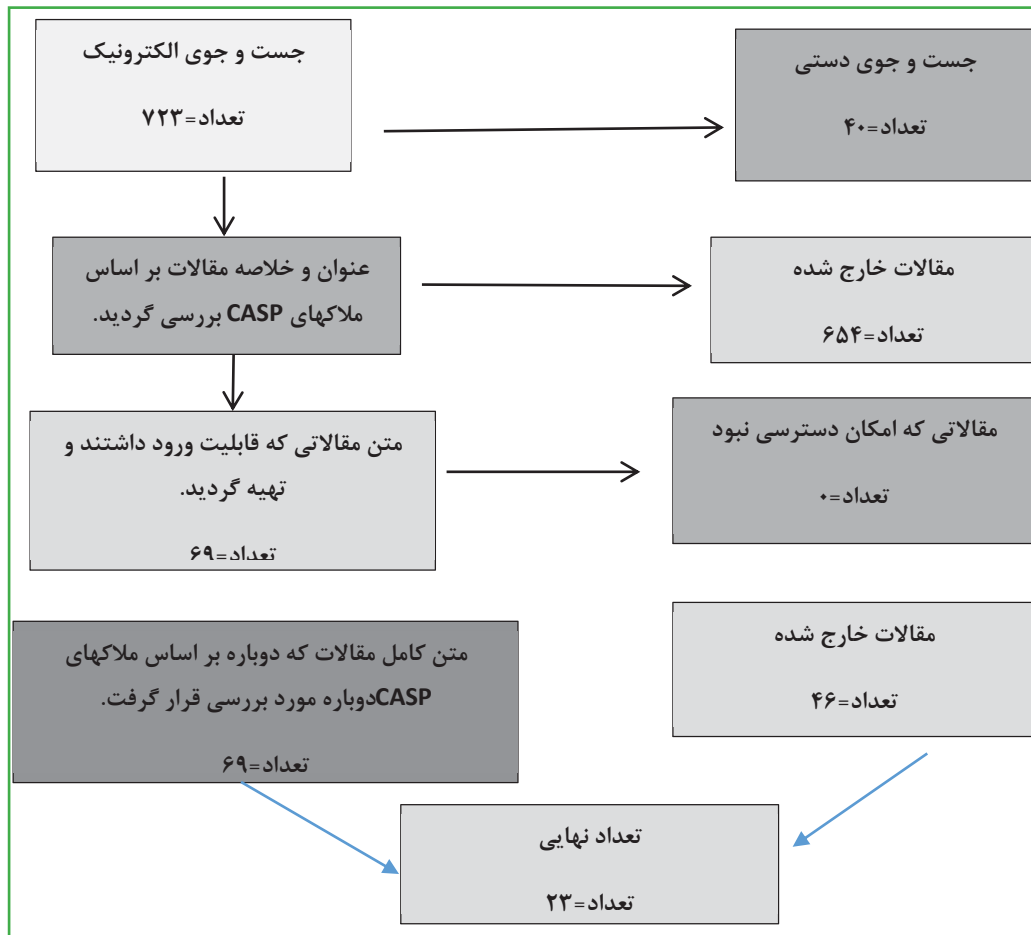 جست و جوی الکترونیک
تعداد=۷۲۳
جست و جوی دستی
تعداد=۴۰
عنوان و خلاصه مقالات بر اساس
ملاکهای CASP بررسی گردید.
مقالات خارج شده
تعداد=۶۵۴
متن مقالاتی که قابلیت ورود داشتند و
تهیه گردید.
تعداد=۶۹
مقالاتی که امکان دسترسی نبود
تعداد=۰
متن کامل مقالات که دوباره بر اساس ملاکهای
CASPدوباره مورد بررسی قرار گرفت.
تعداد=۶۹
مقالات خارج شده
تعداد=۴۶
تعداد نهایی
تعداد=۲۳